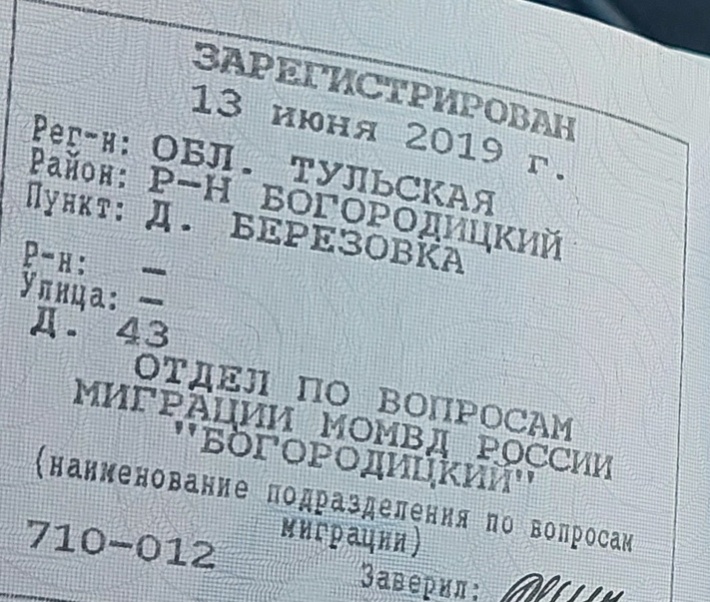 ЗАРЕГИСТРИРОВАН
13 июня 2019 г.
Рег-н: ОБЛ. ТУЛЬСКАЯ
Район: Р-Н БОГОРОДИЦКИЙ
Пункт: Д. БЕРЕЗОВКА
Р-н: –
Улица: –
Д. 43
ОТДЕЛ ПО ВОПРОСАМ
МИГРАЦИИ МОМВД РОССИИ
"БОГОРОДИЦКИЙ"
(наименование подразделения по вопросам
миграции)
710-012
Заверил: